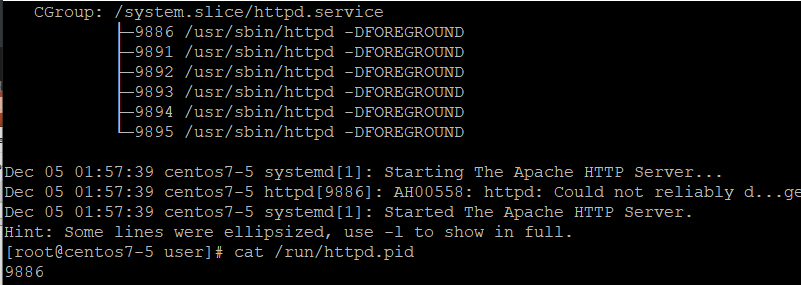 CGroup: /system.slice/httpd.service
├─9886 /usr/sbin/httpd -DFOREGROUND
├─9891 /usr/sbin/httpd -DFOREGROUND
├─9892 /usr/sbin/httpd -DFOREGROUND
├─9893 /usr/sbin/httpd -DFOREGROUND
├─9894 /usr/sbin/httpd -DFOREGROUND
└─9895 /usr/sbin/httpd -DFOREGROUND
Dec 05 01:57:39 centos7-5 systemd[1]: Starting The Apache HTTP Server...
Dec 05 01:57:39 centos7-5 httpd[9886]: AH00558: httpd: Could not reliably d...ge
Dec 05 01:57:39 centos7-5 systemd[1]: Started The Apache HTTP Server.
Hint: Some lines were ellipsized, use -l to show in full.
[root@centos7-5 user]# cat /run/httpd.pid
9886